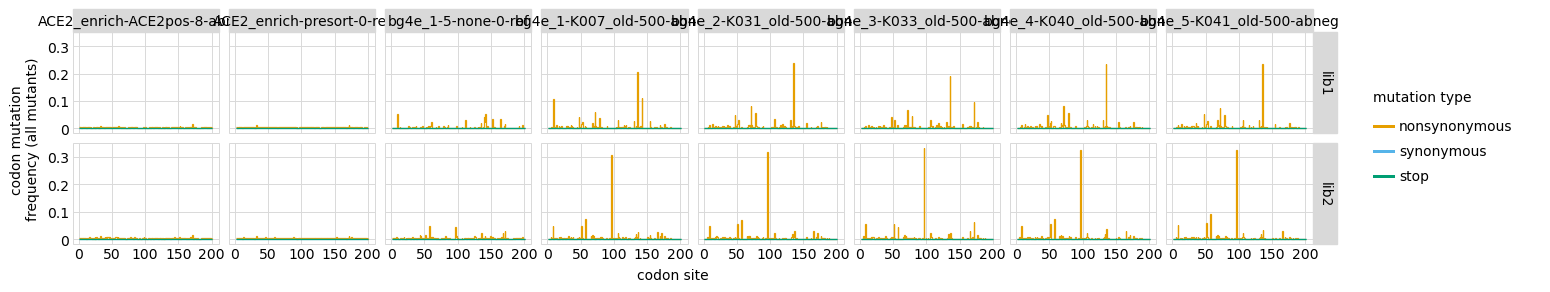 ACE2_enrich-ACE2pos-8-abn ACE2_enrich-presort-0-re bg4e_1-5-none-0-ref bg4e_1-K007_old-500-abneg bg4e_2-K031_old-500-abneg bg4e_3-K033_old-500-abneg bg4e_4-K040_old-500-abneg bg4e_5-K041_old-500-abneg
0.3
0.2
0.1
0
lib1
0.3
0.2
0.1
0
lib2
codon mutation
frequency (all mutants)
0 50 100 150 200 0 50 100 150 200 0 50 100 150 200 0 50 100 150 200 0 50 100 150 200 0 50 100 150 200 0 50 100 150 200 0 50 100 150 200
codon site
mutation type
nonsynonymous
synonymous
stop